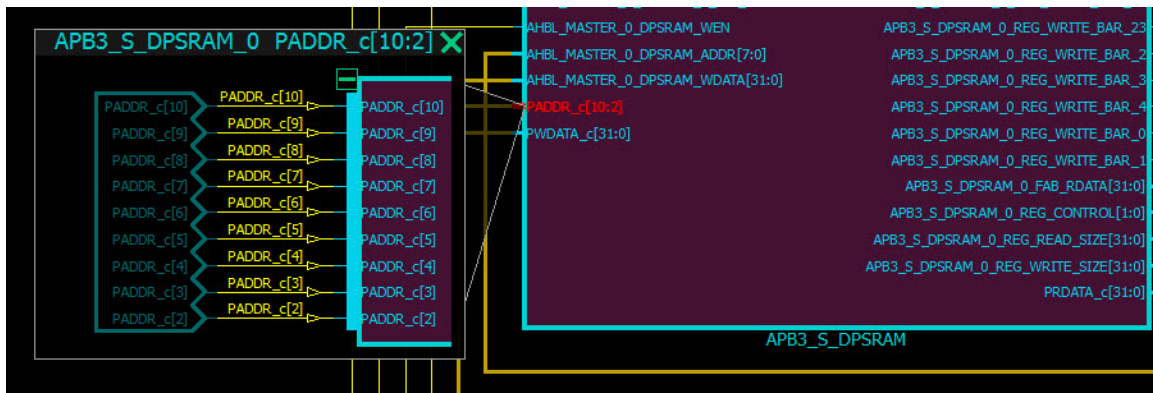 APB3_S_DPSRAM_0 PADDR_c[10:2]
PADDR_c[10] PADDR_c[10] PADDR_c[10]
PADDR_c[9] PADDR_c[9] PADDR_c[9]
PADDR_c[8] PADDR_c[8] PADDR_c[8]
PADDR_c[7] PADDR_c[7] PADDR_c[7]
PADDR_c[6] PADDR_c[6] PADDR_c[6]
PADDR_c[5] PADDR_c[5] PADDR_c[5]
PADDR_c[4] PADDR_c[4] PADDR_c[4]
PADDR_c[3] PADDR_c[3] PADDR_c[3]
PADDR_c[2] PADDR_c[2] PADDR_c[2]
AHBL_MASTER_0_DPSRAM_WEN APB3_S_DPSRAM_0_REG_WRITE_BAR_23
AHBL_MASTER_0_DPSRAM_ADDR[7:0] APB3_S_DPSRAM_0_REG_WRITE_BAR_2
AHBL_MASTER_0_DPSRAM_WDATA[31:0] APB3_S_DPSRAM_0_REG_WRITE_BAR_3
PADDR_c[10:2] APB3_S_DPSRAM_0_REG_WRITE_BAR_4
PWDATA_c[31:0] APB3_S_DPSRAM_0_REG_WRITE_BAR_0
APB3_S_DPSRAM_0_REG_WRITE_BAR_1
APB3_S_DPSRAM_0_FAB_RDATA[31:0]
APB3_S_DPSRAM_0_REG_CONTROL[1:0]
APB3_S_DPSRAM_0_REG_READ_SIZE[31:0]
APB3_S_DPSRAM_0_REG_WRITE_SIZE[31:0]
PRDATA_c[31:0]
APB3_S_DPSRAM